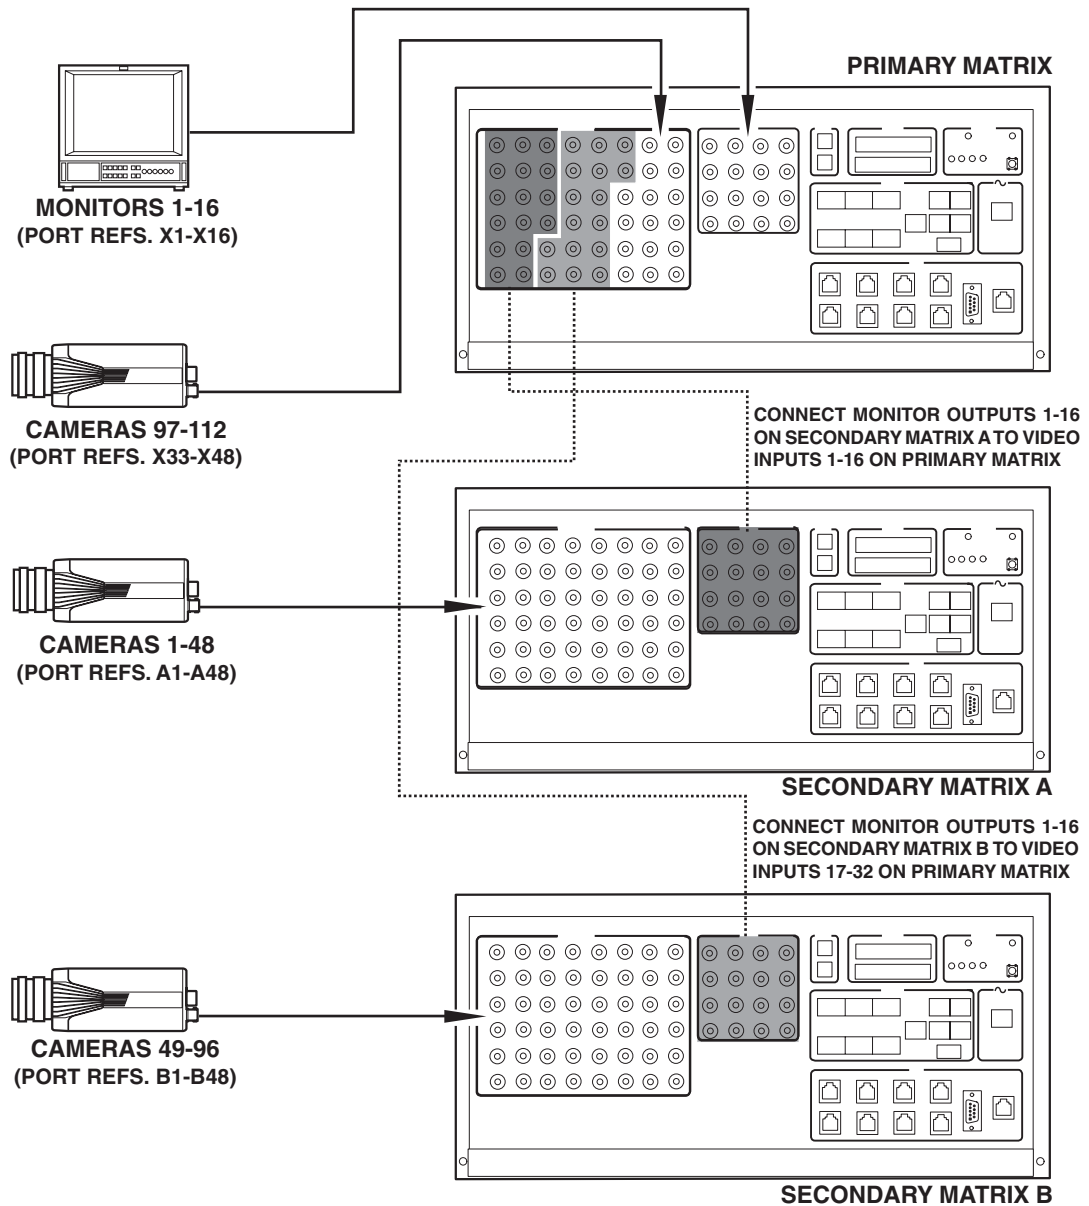 PRIMARY MATRIX
MONITORS 1-16
(PORT REFS. X1-X16)
CAMERAS 97-112
(PORT REFS. X33-X48)
CONNECT MONITOR OUTPUTS 1-16
ON SECONDARY MATRIX A TO VIDEO
INPUTS 1-16 ON PRIMARY MATRIX
CAMERAS 1-48
(PORT REFS. A1-A48)
SECONDARY MATRIX A
CONNECT MONITOR OUTPUTS 1-16
ON SECONDARY MATRIX B TO VIDEO
INPUTS 17-32 ON PRIMARY MATRIX
CAMERAS 49-96
(PORT REFS. B1-B48)
SECONDARY MATRIX B